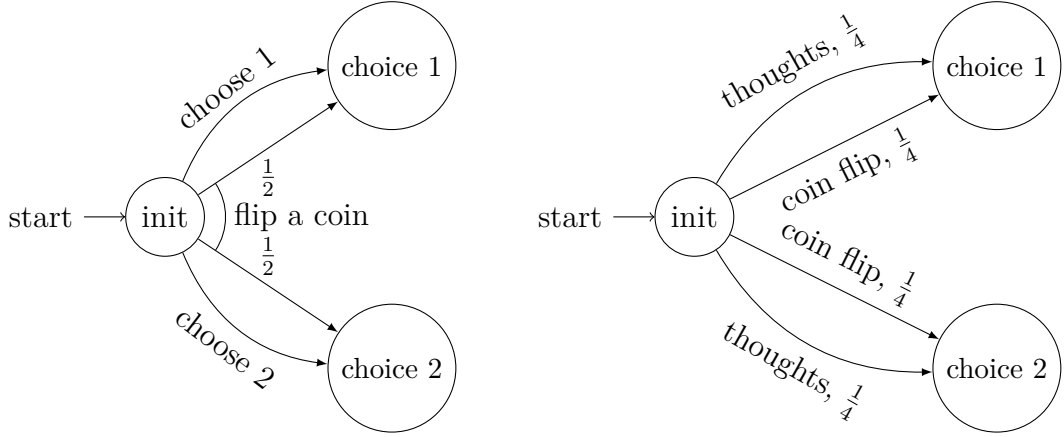 choose 1
choice 1
1/2
start
init
flip a coin
1/2
choose 2
choice 2
thoughts, 1/4
choice 1
coin flip, 1/4
start
init
coin flip, 1/4
thoughts, 1/4
choice 2